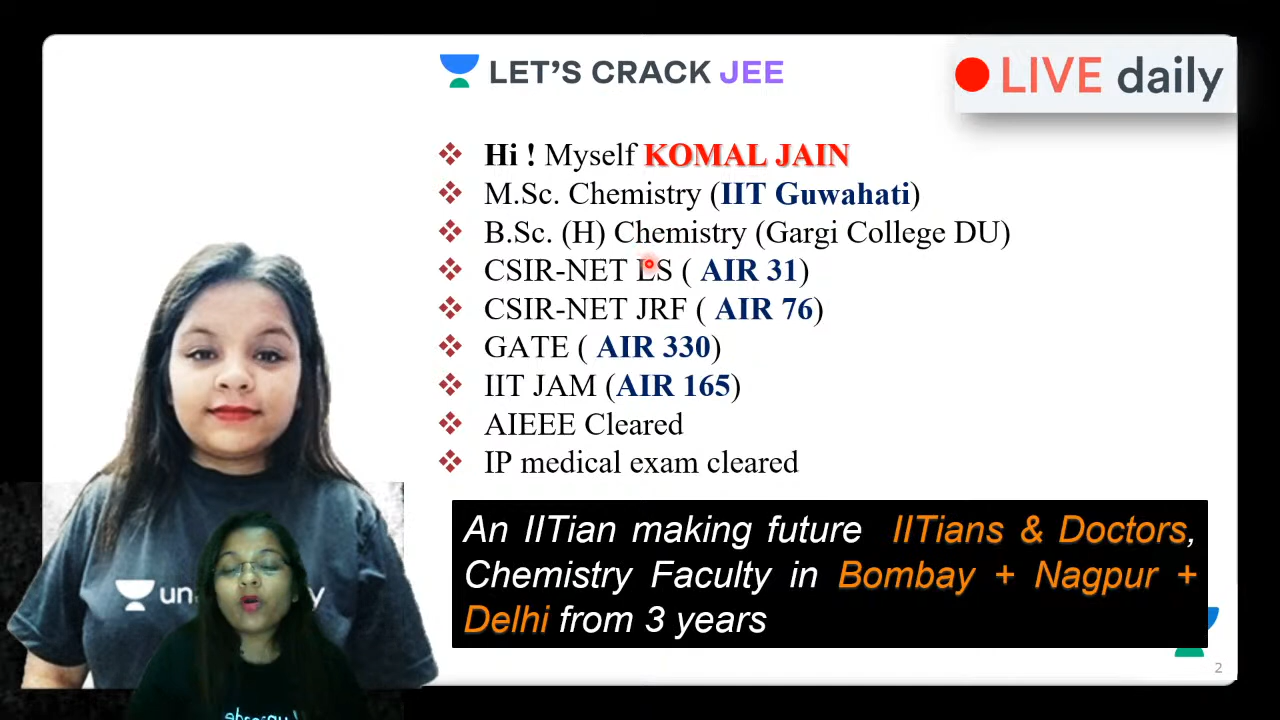 LET'S CRACK JEE
LIVE daily
Hi ! Myself KOMAL JAIN
M.Sc. Chemistry (IIT Guwahati)
B.Sc. (H) Chemistry (Gargi College DU)
CSIR-NET LS ( AIR 31)
CSIR-NET JRF ( AIR 76)
GATE ( AIR 330)
IIT JAM (AIR 165)
AIEEE Cleared
IP medical exam cleared
An IITian making future IITians & Doctors,
Chemistry Faculty in Bombay + Nagpur +
Delhi from 3 years
2